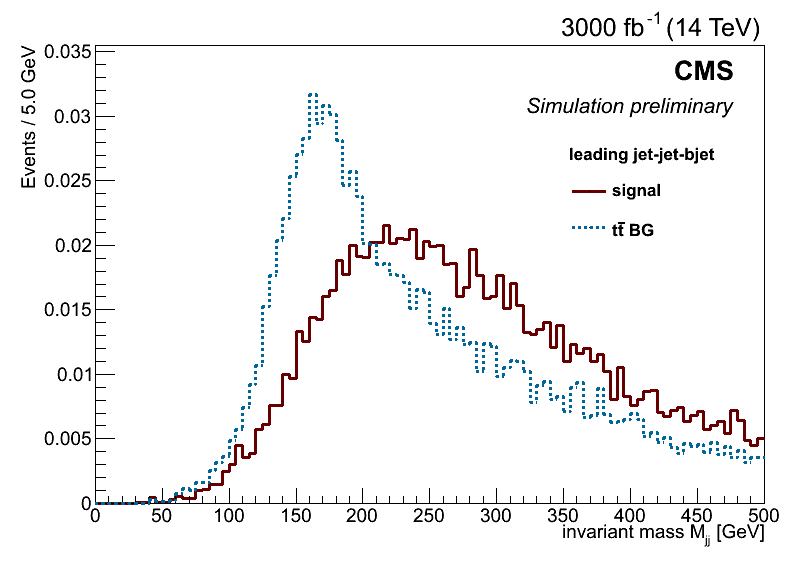 3000 fb⁻¹ (14 TeV)
CMS
Simulation preliminary
leading jet-jet-bjet
signal
tt̄ BG
Events / 5.0 GeV
0.035
0.03
0.025
0.02
0.015
0.01
0.005
0
0 50 100 150 200 250 300 350 400 450 500
invariant mass Mjj [GeV]